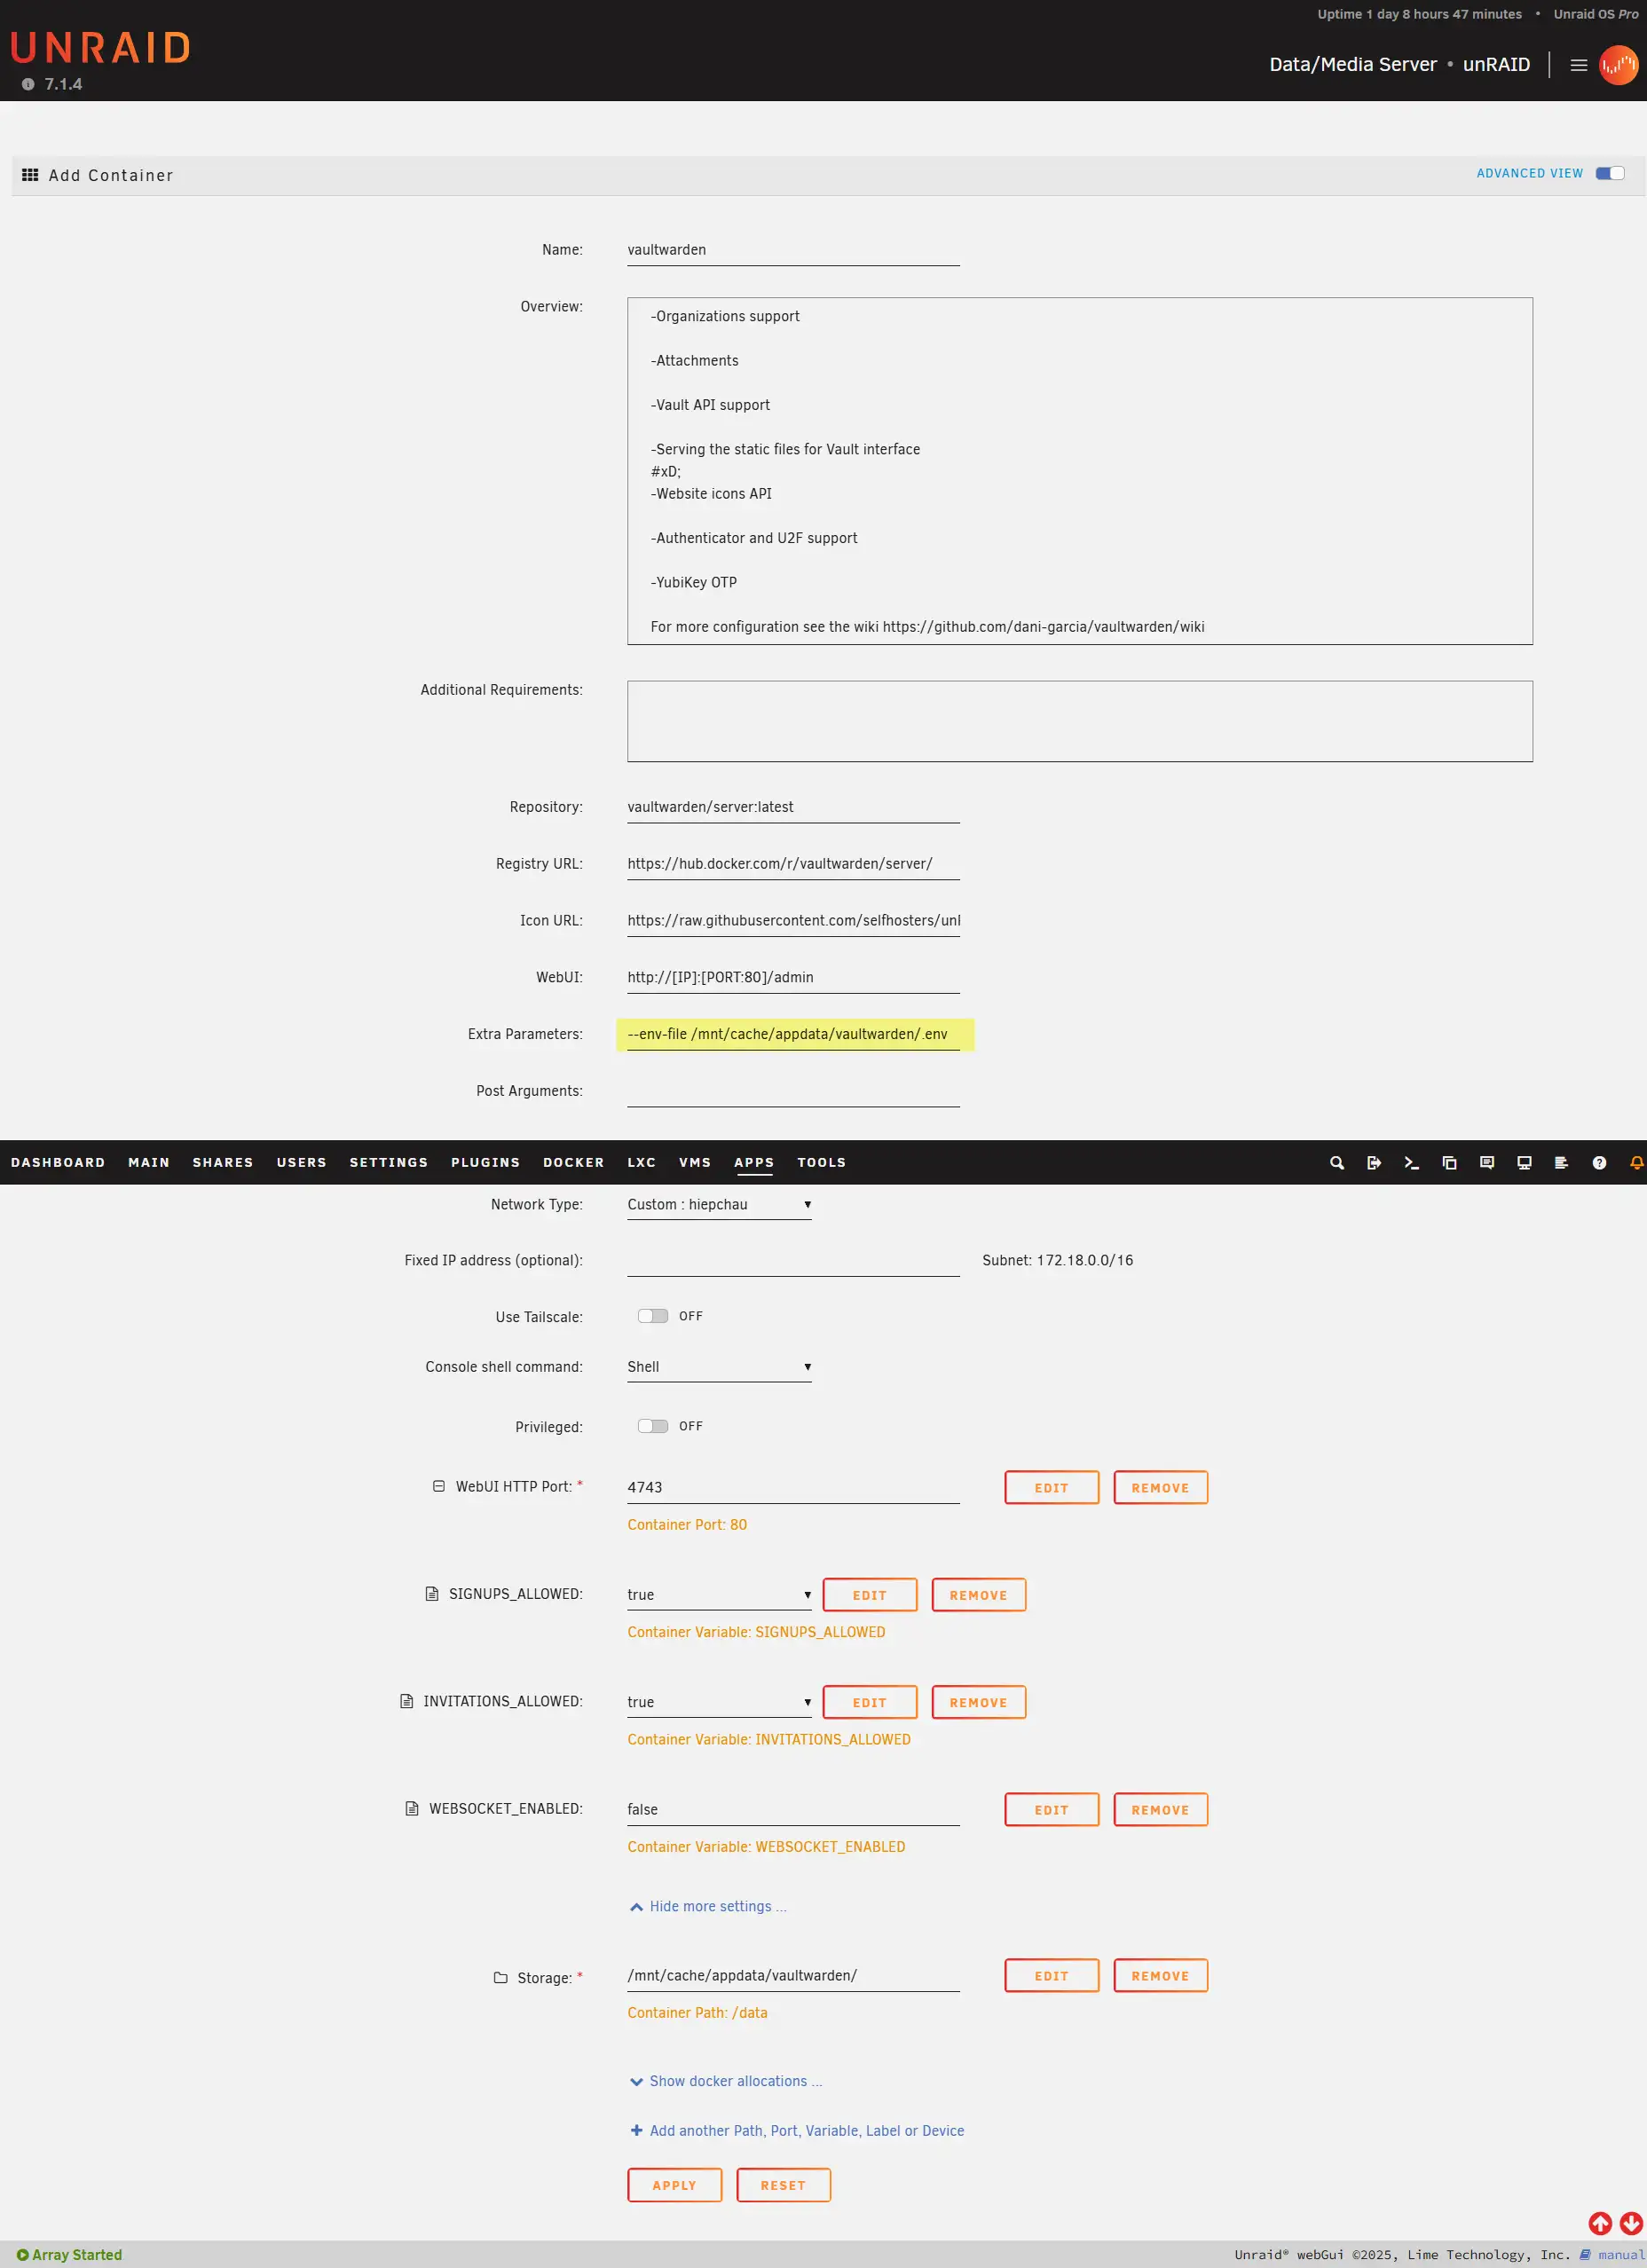 Uptime 1 day 8 hours 47 minutes • Unraid OS Pro
UNRAID
7.1.4
Data/Media Server • unRAID
Add Container
ADVANCED VIEW
Name:
vaultwarden
Overview:
-Organizations support
-Attachments
-Vault API support
-Serving the static files for Vault interface
#xD;
-Website icons API
-Authenticator and U2F support
-YubiKey OTP
For more configuration see the wiki https://github.com/dani-garcia/vaultwarden/wiki
Additional Requirements:
Repository:
vaultwarden/server:latest
Registry URL:
https://hub.docker.com/r/vaultwarden/server/
Icon URL:
https://raw.githubusercontent.com/selfhosters/unl
WebUI:
http://[IP]:[PORT:80]/admin
Extra Parameters:
--env-file /mnt/cache/appdata/vaultwarden/.env
Post Arguments:
DASHBOARD MAIN SHARES USERS SETTINGS PLUGINS DOCKER LXC VMS APPS TOOLS
Network Type:
Custom : hiepchau
Fixed IP address (optional):
Subnet: 172.18.0.0/16
Use Tailscale:
OFF
Console shell command:
Shell
Privileged:
OFF
WebUI HTTP Port: *
4743
EDIT
REMOVE
Container Port: 80
SIGNUPS_ALLOWED:
true
EDIT
REMOVE
Container Variable: SIGNUPS_ALLOWED
INVITATIONS_ALLOWED:
true
EDIT
REMOVE
Container Variable: INVITATIONS_ALLOWED
WEBSOCKET_ENABLED:
false
EDIT
REMOVE
Container Variable: WEBSOCKET_ENABLED
Hide more settings ...
Storage: *
/mnt/cache/appdata/vaultwarden/
EDIT
REMOVE
Container Path: /data
Show docker allocations ...
Add another Path, Port, Variable, Label or Device
APPLY
RESET
Array Started
Unraid® webGui ©2025, Lime Technology, Inc. manual